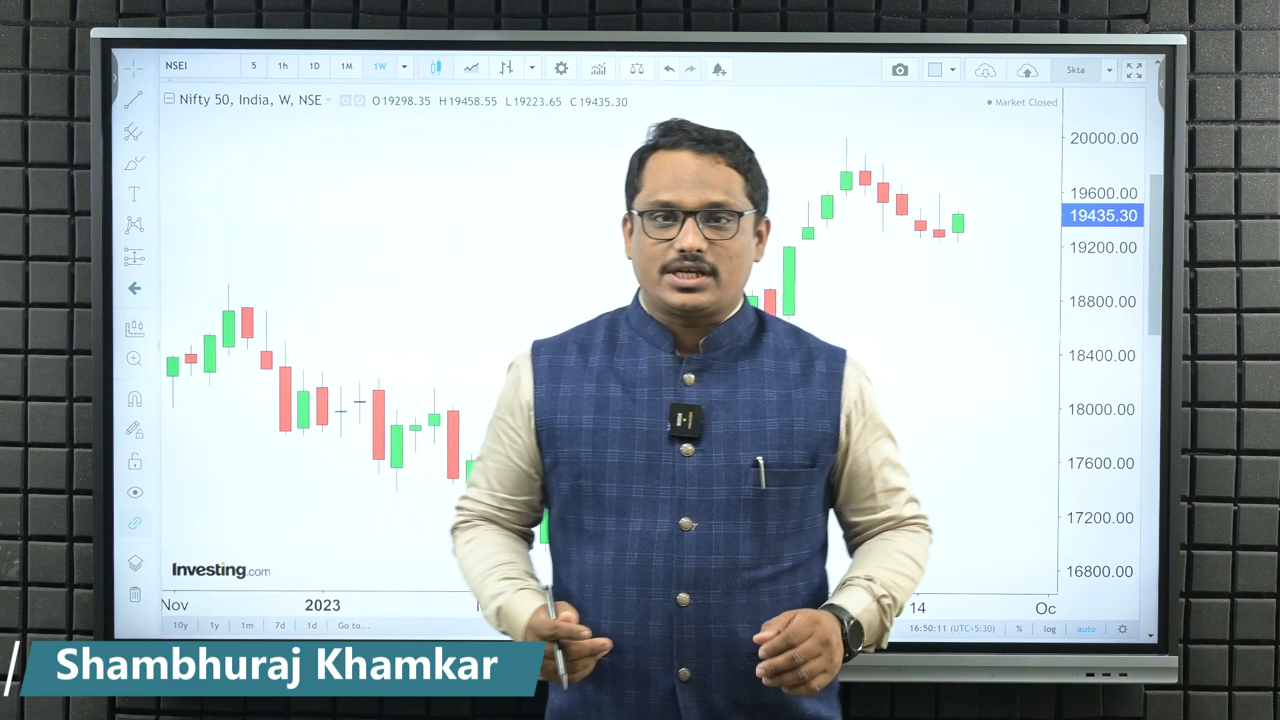 NSEI 5 1h 1D 1M 1W 5kta
Nifty 50, India, W, NSE O19298.35 H19458.55 L19223.65 C19435.30 Market Closed
20000.00
19600.00
19435.30
19200.00
18800.00
18400.00
18000.00
17600.00
17200.00
16800.00
Investing.com
Nov 2023 14 Oc
10y 1y 1m 7d 1d Go to... 16:50:11 (UTC+5:30) % log auto
Shambhuraj Khamkar